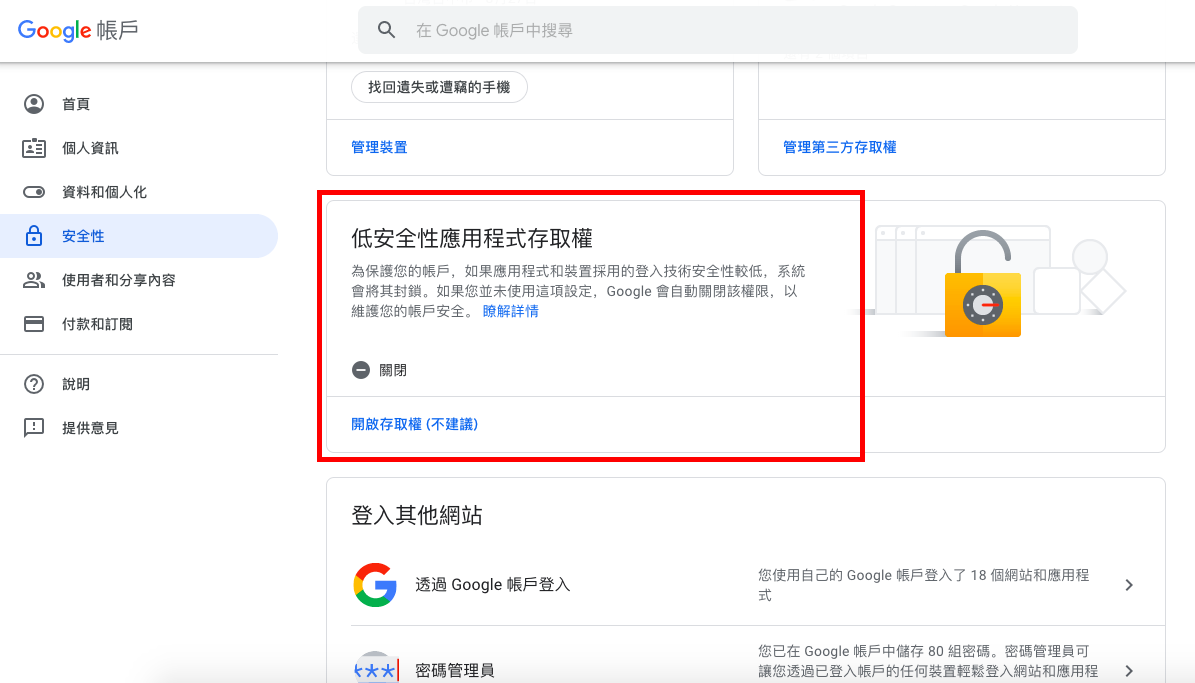 Google 帳戶
在 Google 帳戶中搜尋
首頁
個人資訊
資料和個人化
安全性
使用者和分享內容
付款和訂閱
說明
提供意見
找回遺失或遭竊的手機
管理裝置
管理第三方存取權
低安全性應用程式存取權
為保護您的帳戶，如果應用程式和裝置採用的登入技術安全性較低，系統
會將其封鎖。如果您並未使用這項設定，Google 會自動關閉該權限，以
維護您的帳戶安全。 瞭解詳情
關閉
開啟存取權 (不建議)
登入其他網站
透過 Google 帳戶登入
您使用自己的 Google 帳戶登入了 18 個網站和應用程
式
密碼管理員
您已在 Google 帳戶中儲存 80 組密碼。密碼管理員可
讓您透過已登入帳戶的任何裝置輕鬆登入網站和應用程